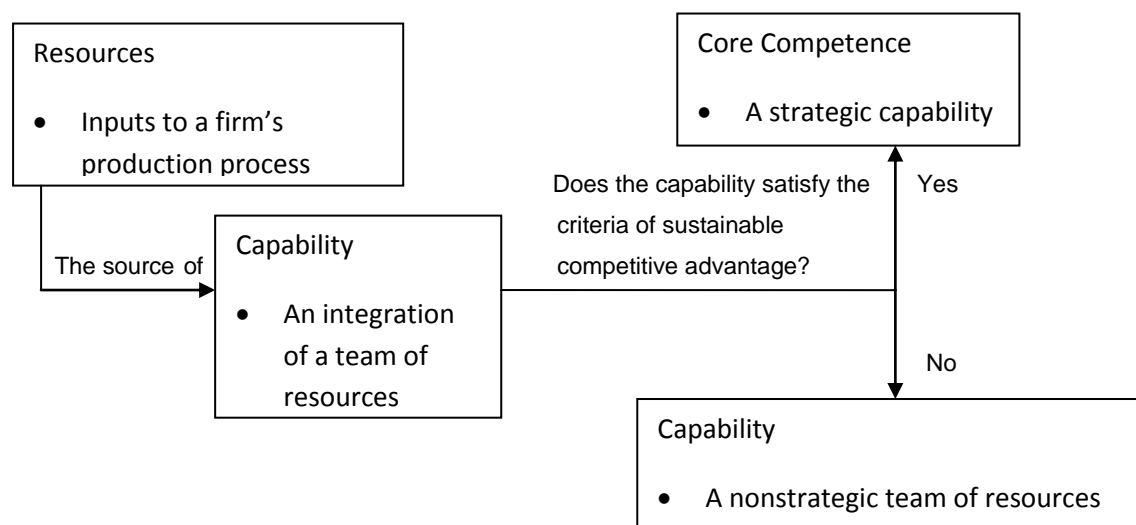 Resources
• Inputs to a firm’s
production process
The source of
Capability
• An integration
of a team of
resources
Does the capability satisfy the
criteria of sustainable
competitive advantage?
Core Competence
• A strategic capability
Yes
No
Capability
• A nonstrategic team of resources